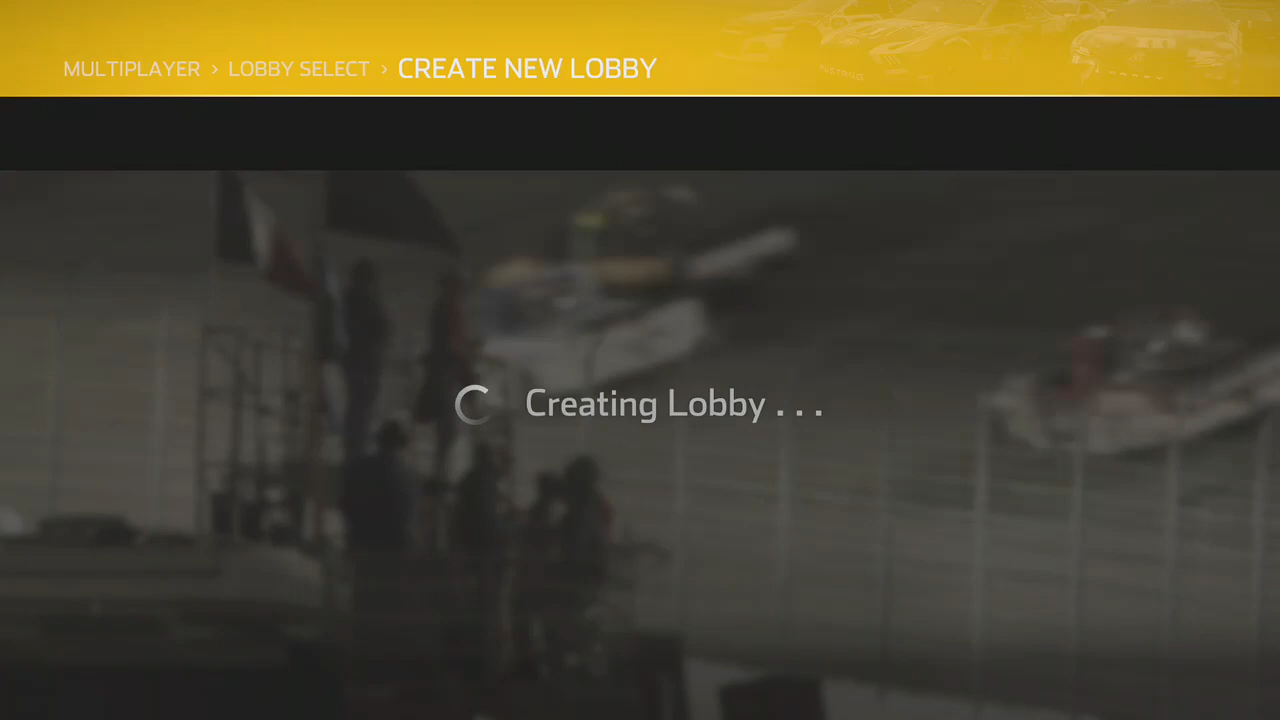 MULTIPLAYER › LOBBY SELECT › CREATE NEW LOBBY
Creating Lobby . . .